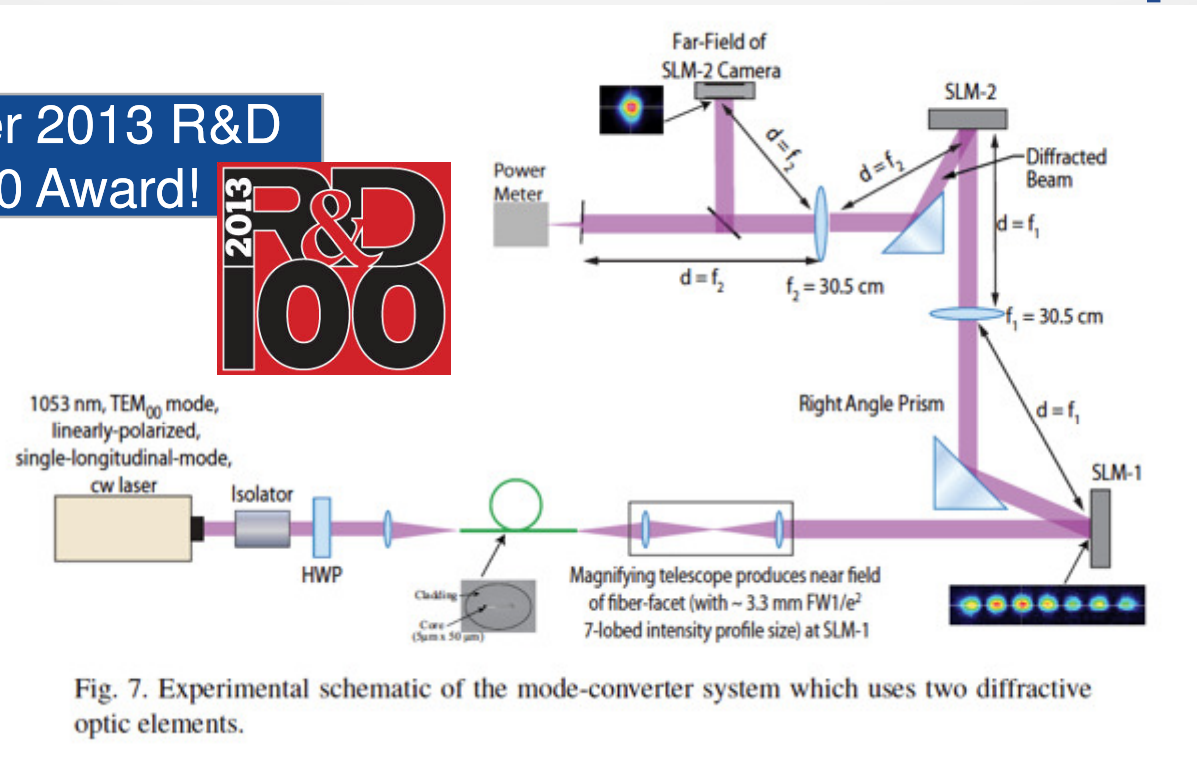 er 2013 R&D
0 Award!
2013
R&D
100
Far-Field of
SLM-2 Camera
SLM-2
d = f₂
d = f₂
Diffracted
Beam
Power
Meter
d = f₁
d = f₂
f₂ = 30.5 cm
f₁ = 30.5 cm
1053 nm, TEM₀₀ mode,
linearly-polarized,
single-longitudinal-mode,
cw laser
Right Angle Prism
d = f₁
Isolator
SLM-1
HWP
Cladding
Core
(5μm x 50 μm)
Magnifying telescope produces near field
of fiber-facet (with ~ 3.3 mm FW1/e²
7-lobed intensity profile size) at SLM-1
Fig. 7. Experimental schematic of the mode-converter system which uses two diffractive
optic elements.